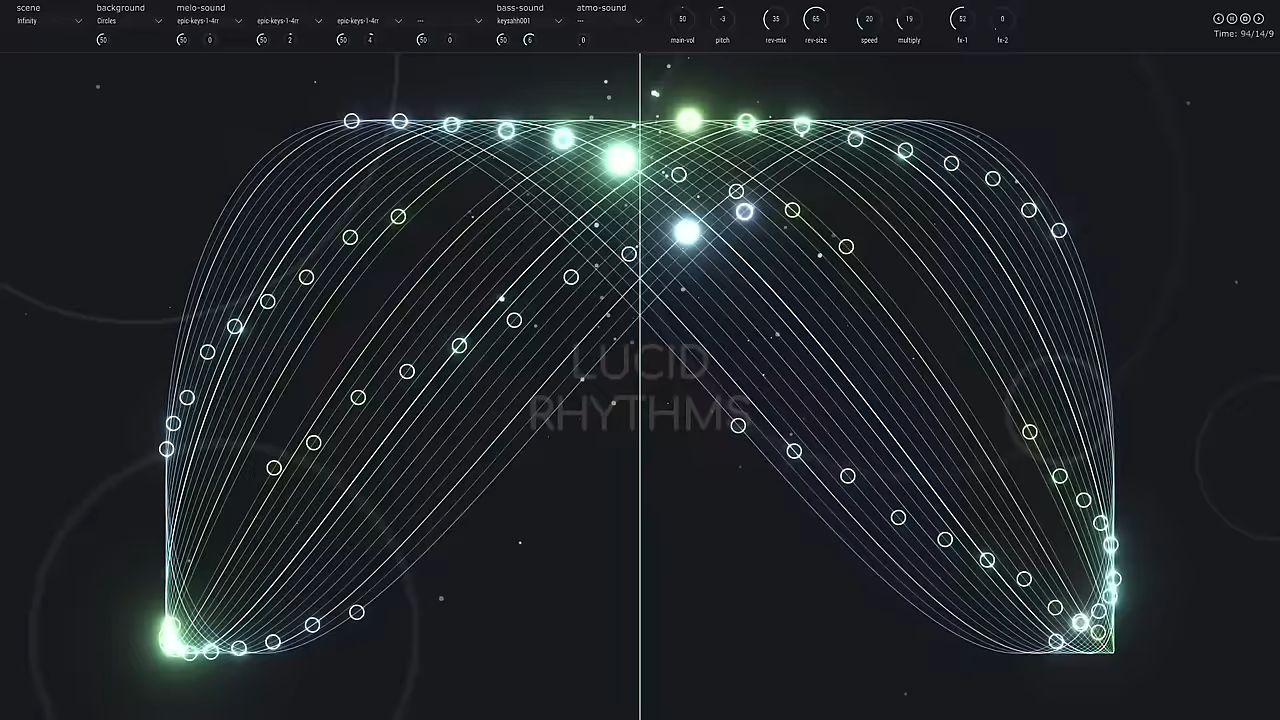 scene
background
melo-sound
bass-sound
atmo-sound
Infinity
Circles
epic-keys-1-4rr
epic-keys-1-4rr
epic-keys-1-4rr
---
keysahh001
---
50
50
0
50
2
50
4
50
0
50
6
0
50
-3
35
65
20
19
52
0
main-vol
pitch
rev-mix
rev-size
speed
multiply
fx-1
fx-2
Time: 94/14/9
LUCID
RHYTHMS